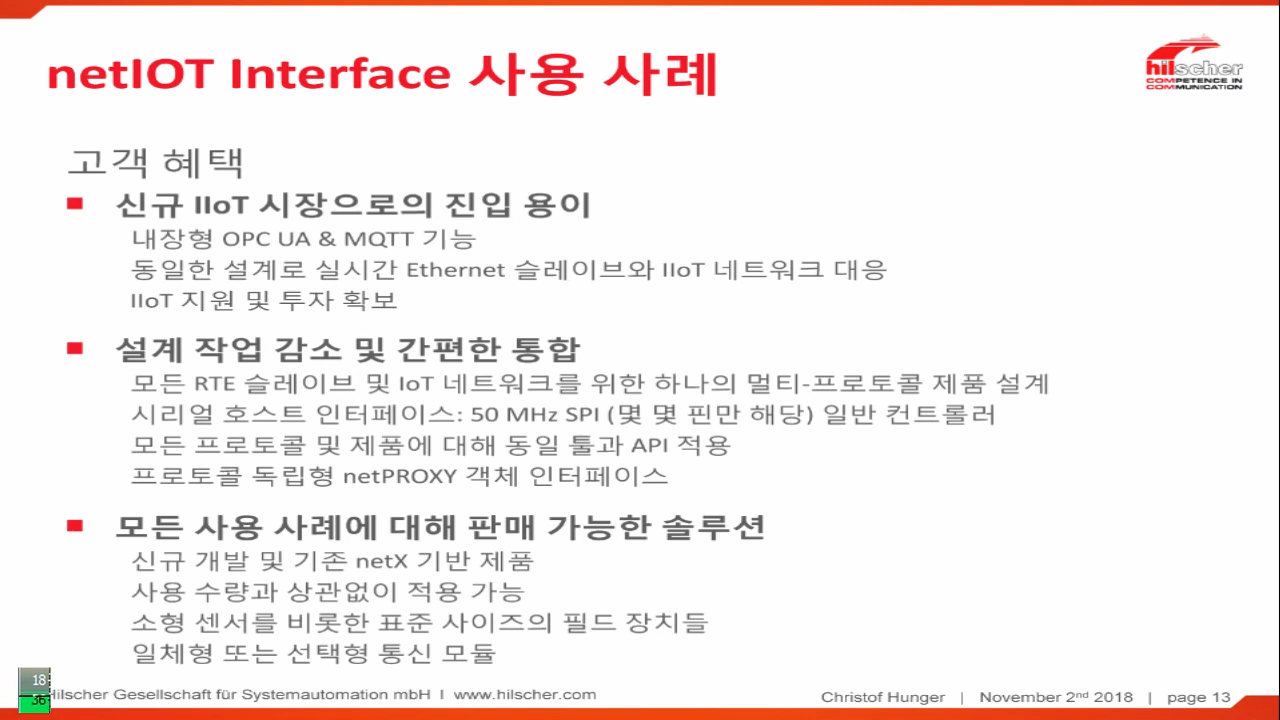 netIOT Interface 사용 사례
hilscher
COMPETENCE IN
COMMUNICATION
고객 혜택
신규 IIoT 시장으로의 진입 용이
내장형 OPC UA & MQTT 기능
동일한 설계로 실시간 Ethernet 슬레이브와 IIoT 네트워크 대응
IIoT 지원 및 투자 확보
설계 작업 감소 및 간편한 통합
모든 RTE 슬레이브 및 IoT 네트워크를 위한 하나의 멀티-프로토콜 제품 설계
시리얼 호스트 인터페이스: 50 MHz SPI (몇 몇 핀만 해당) 일반 컨트롤러
모든 프로토콜 및 제품에 대해 동일 툴과 API 적용
프로토콜 독립형 netPROXY 객체 인터페이스
모든 사용 사례에 대해 판매 가능한 솔루션
신규 개발 및 기존 netX 기반 제품
사용 수량과 상관없이 적용 가능
소형 센서를 비롯한 표준 사이즈의 필드 장치들
일체형 또는 선택형 통신 모듈
18
36
Hilscher Gesellschaft für Systemautomation mbH | www.hilscher.com
Christof Hunger | November 2nd 2018 | page 13